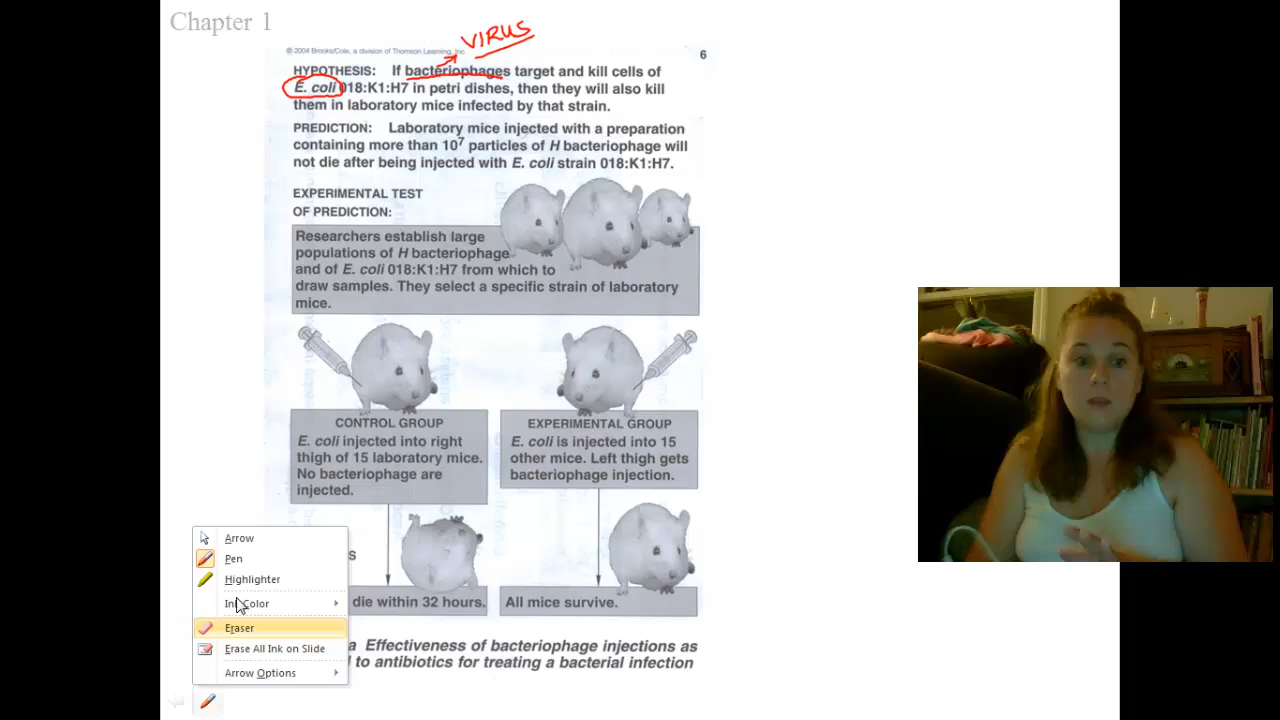 Chapter 1
VIRUS
© 2004 Brooks/Cole, a division of Thomson Learning, Inc.
6
HYPOTHESIS: If bacteriophages target and kill cells of
E. coli 018:K1:H7 in petri dishes, then they will also kill
them in laboratory mice infected by that strain.
PREDICTION: Laboratory mice injected with a preparation
containing more than 10⁷ particles of H bacteriophage will
not die after being injected with E. coli strain 018:K1:H7.
EXPERIMENTAL TEST
OF PREDICTION:
Researchers establish large
populations of H bacteriophage
and of E. coli 018:K1:H7 from which to
draw samples. They select a specific strain of laboratory
mice.
CONTROL GROUP
E. coli injected into right
thigh of 15 laboratory mice.
No bacteriophage are
injected.
EXPERIMENTAL GROUP
E. coli is injected into 15
other mice. Left thigh gets
bacteriophage injection.
S
die within 32 hours.
All mice survive.
a Effectiveness of bacteriophage injections as
to antibiotics for treating a bacterial infection
Arrow
Pen
Highlighter
Ink Color
Eraser
Erase All Ink on Slide
Arrow Options